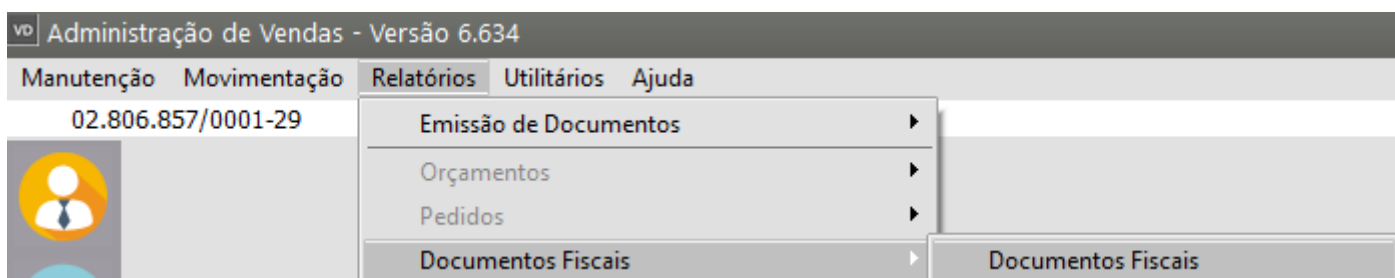 VD Administração de Vendas - Versão 6.634
Manutenção Movimentação Relatórios Utilitários Ajuda
02.806.857/0001-29
Emissão de Documentos
Orçamentos
Pedidos
Documentos Fiscais Documentos Fiscais